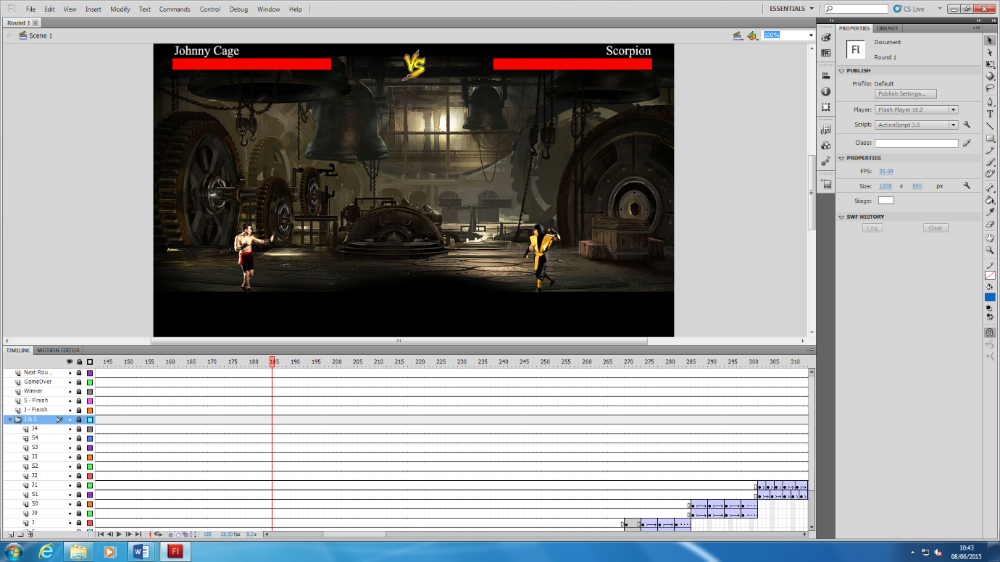 Fl File Edit View Insert Modify Text Commands Control Debug Window Help ESSENTIALS CS Live
Round 1
Scene 1 100%
Johnny Cage VS Scorpion
PROPERTIES LIBRARY
Fl Document
Round 1
PUBLISH
Profile: Default
Publish Settings...
Player: Flash Player 10.2
Script: ActionScript 3.0
Class:
PROPERTIES
FPS: 20.00
Size: 1000 x 600 px
Stage:
SWF HISTORY
Log Clear
TIMELINE MOTION EDITOR
145 150 155 160 165 170 175 180 185 190 195 200 205 210 215 220 225 230 235 240 245 250 255 260 265 270 275 280 285 290 295 300 305 310
Next Rou...
GameOver
Winner
S - Finish
J - Finish
J & S
J4
S4
S3
J3
S2
J2
J1
S1
S0
J0
J
185 20.00 fps 9.2 s
W Fl
10:43
08/06/2015